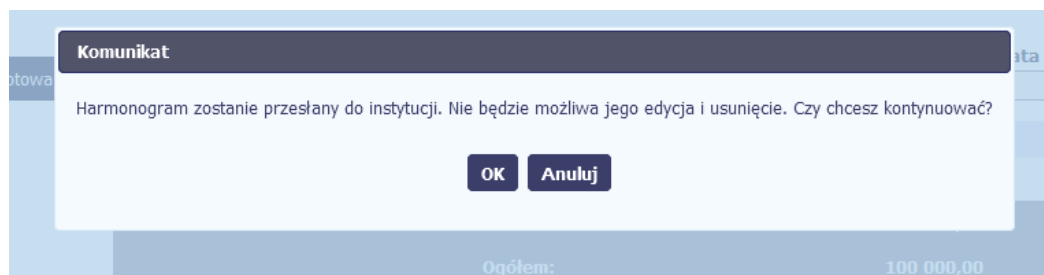 Komunikat
Harmonogram zostanie przesłany do instytucji. Nie będzie możliwa jego edycja i usunięcie. Czy chcesz kontynuować?
OK Anuluj
Ogółem: 100 000,00